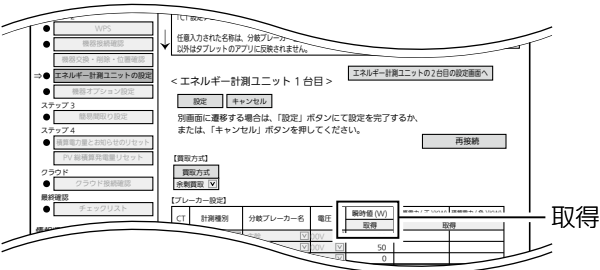 WPS
機器接続確認
機器交換・削除・位置確認
⇒● エネルギー計測ユニットの設定
機器オプション設定
ステップ 3
簡易間取り設定
ステップ 4
積算電力量とお知らせのリセット
PV 総積算発電量リセット
クラウド
クラウド接続確認
最終確認
チェックリスト
任意入力された名称は、分岐ブレーカー
以外はタブレットのアプリに反映されません。
エネルギー計測ユニットの2台目の設定画面へ
< エネルギー計測ユニット 1 台目 >
設定 キャンセル
別画面に遷移する場合は、「設定」ボタンにて設定を完了するか、
または、「キャンセル」ボタンを押してください。
再接続
【買取方式】
買取方式
余剰買取
【ブレーカー設定】
CT 計測種別 分岐ブレーカー名 電圧 瞬時値 (W)
取得 取得
50
0
取得